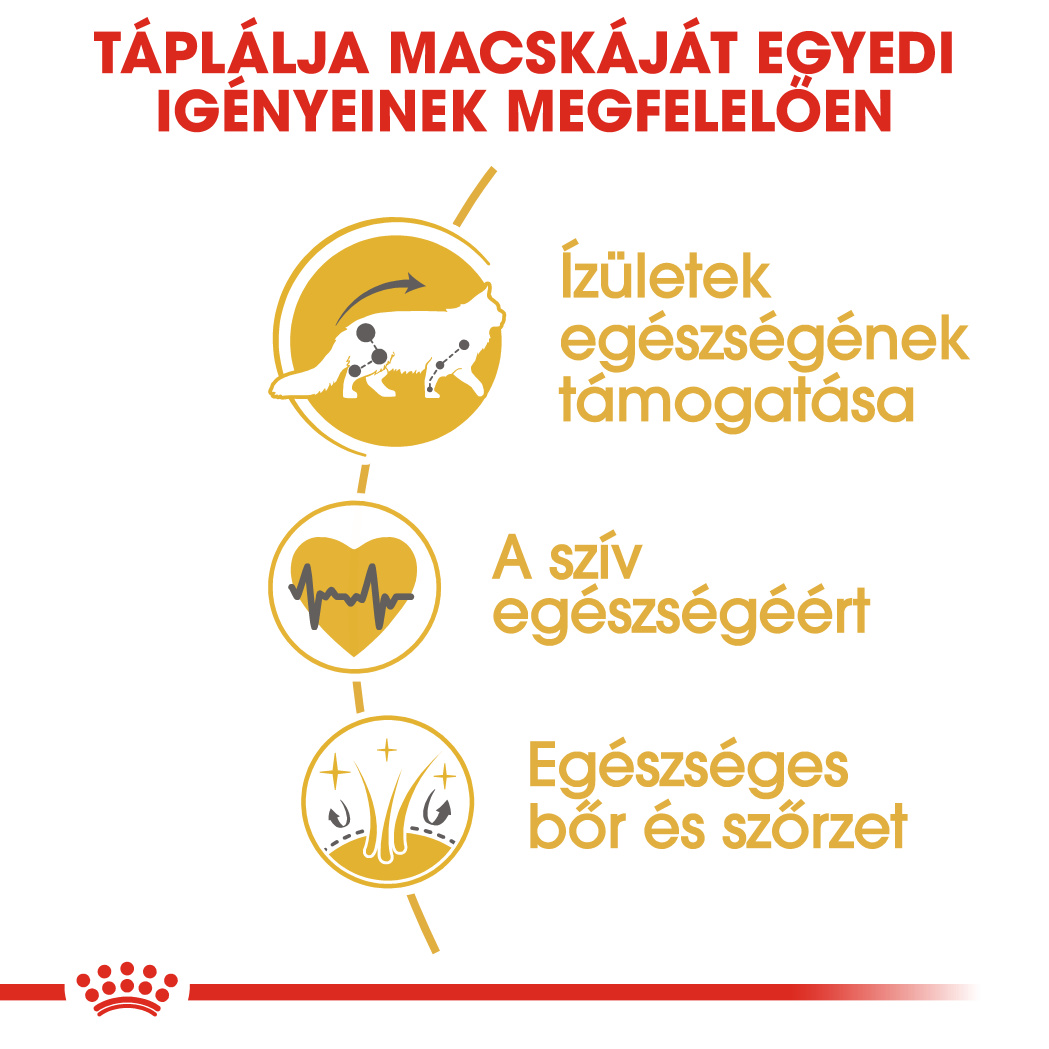 TÁPLÁLJA MACSKÁJÁT EGYEDI
IGÉNYEINEK MEGFELELŐEN
Ízületek
egészségének
támogatása
A szív
egészségéért
Egészséges
bőr és szőrzet